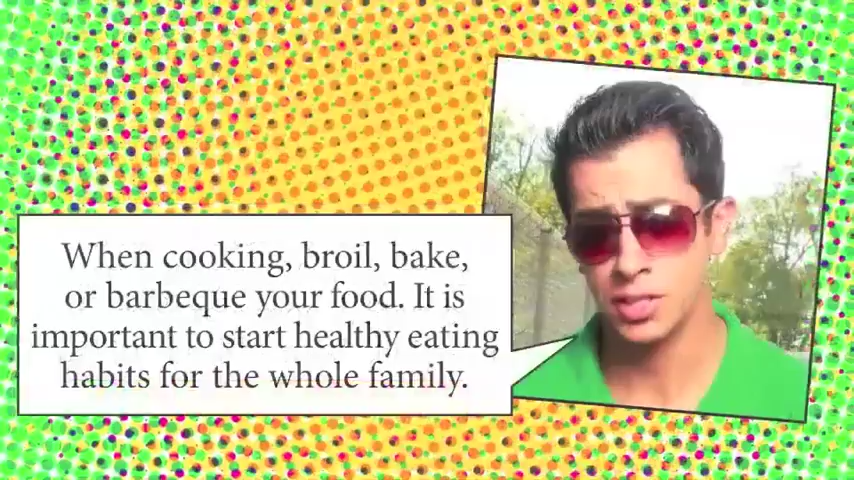 When cooking, broil, bake,
or barbeque your food. It is
important to start healthy eating
habits for the whole family.